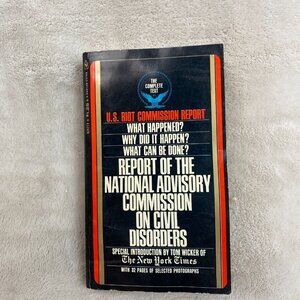 THE
COMPLETE
TEXT
U.S. RIOT COMMISSION REPORT
WHAT HAPPENED?
WHY DID IT HAPPEN?
WHAT CAN BE DONE?
REPORT OF THE
NATIONAL ADVISORY
COMMISSION
ON CIVIL
DISORDERS
SPECIAL INTRODUCTION BY TOM WICKER OF
The New York Times
WITH 32 PAGES OF SELECTED PHOTOGRAPHS